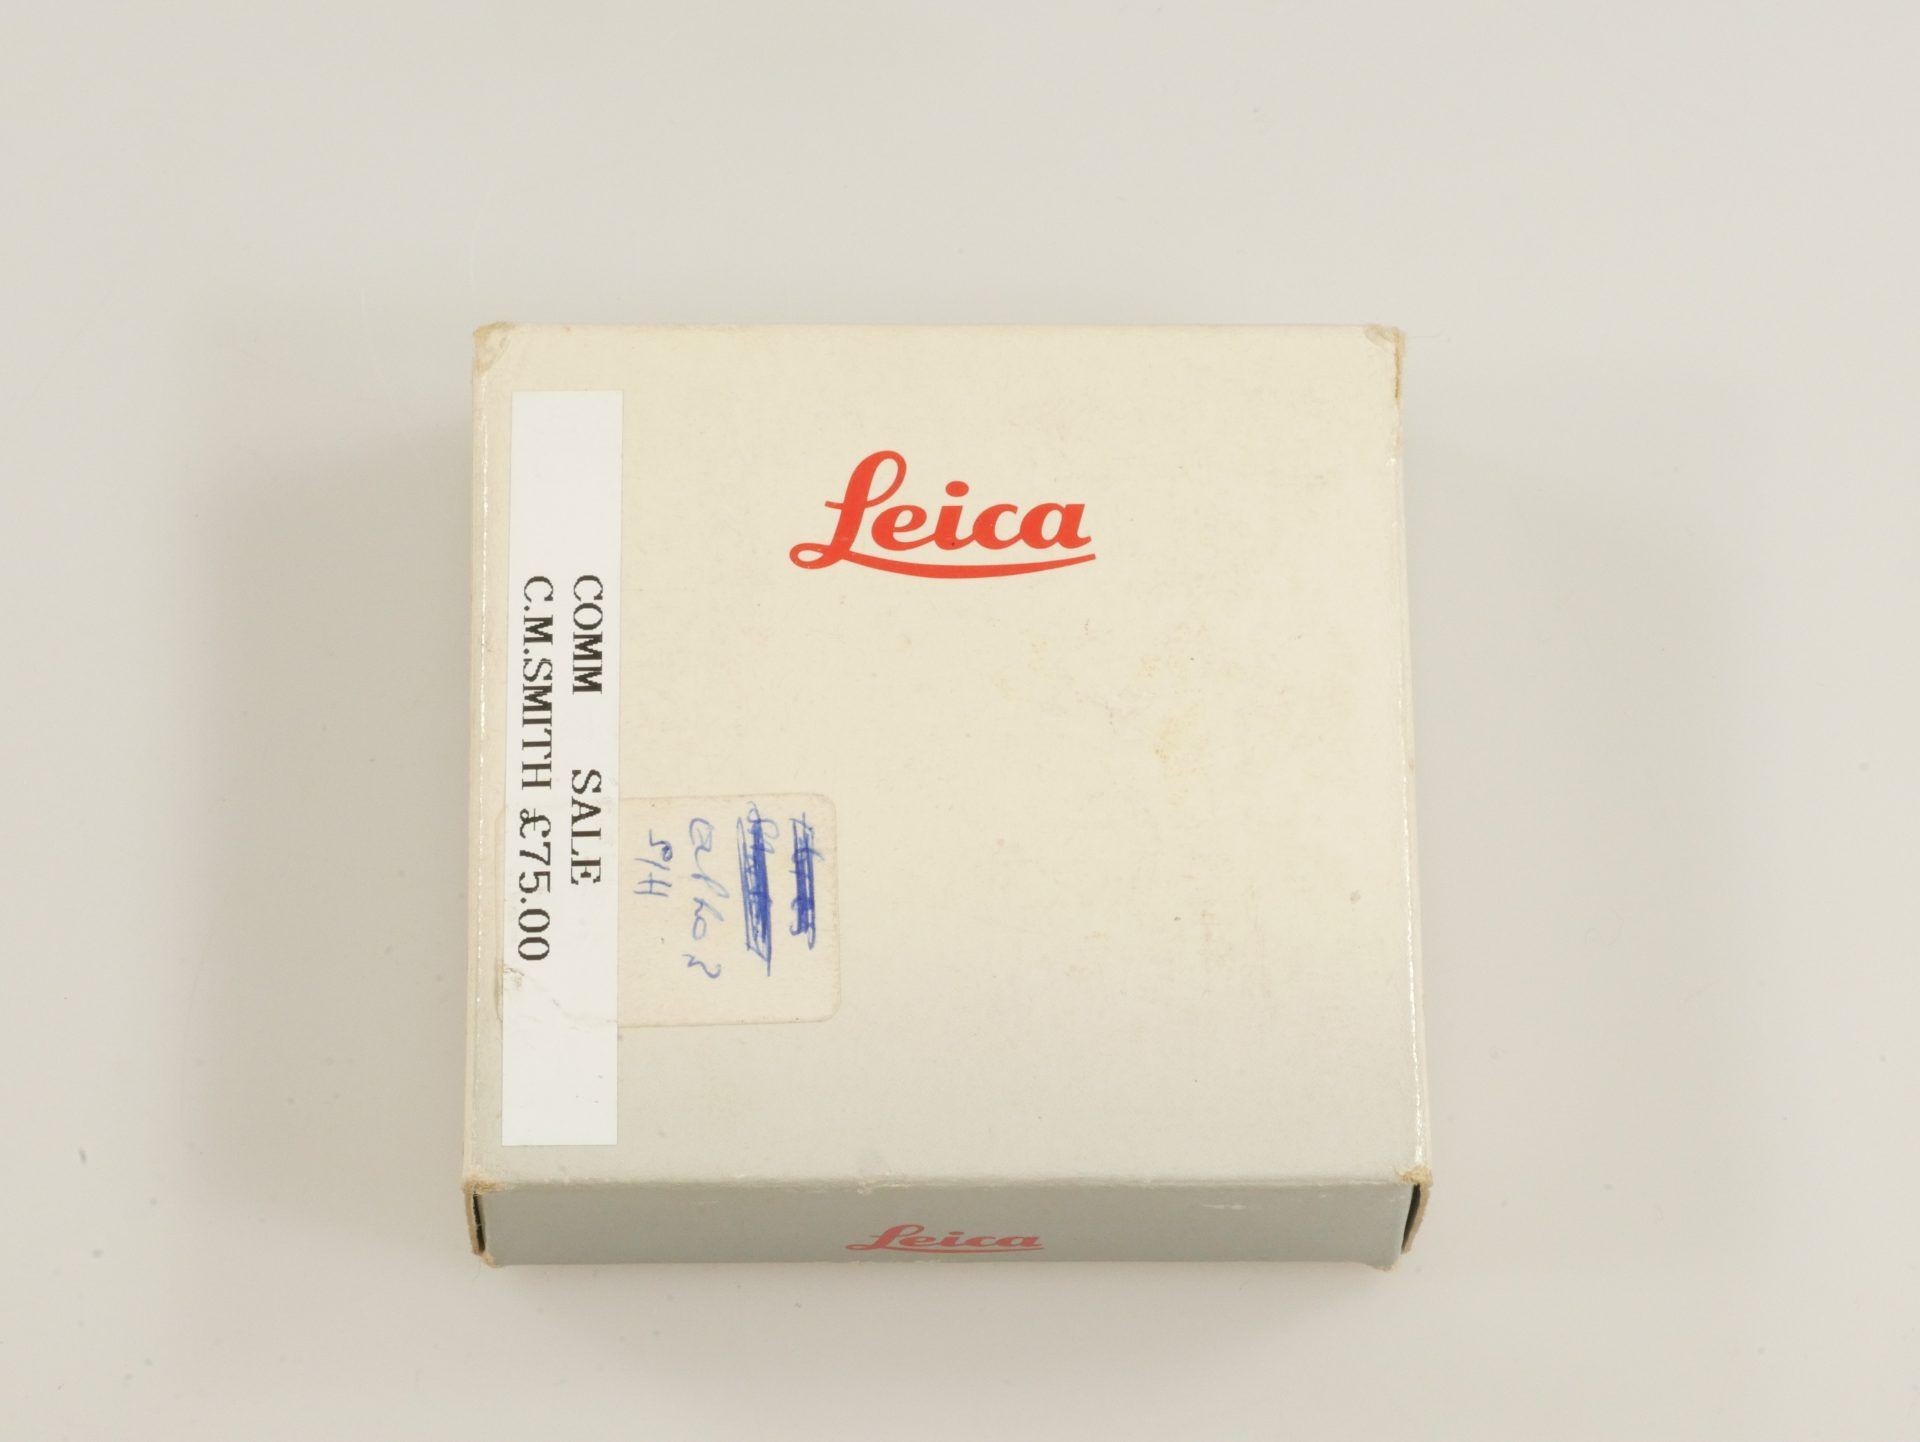 Leica
COMM SALE
C.M.SMITH £75.00
Leica